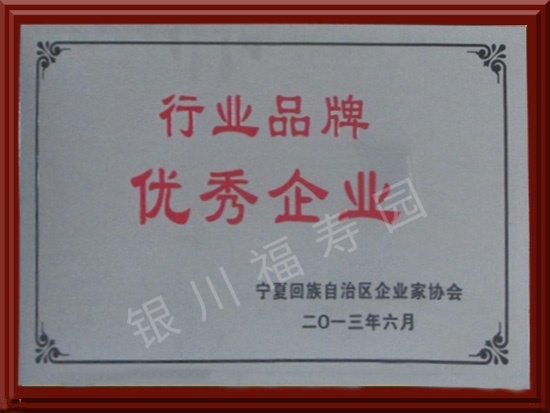 行业品牌
优秀企业
宁夏回族自治区企业家协会
二〇一三年六月
银川福寿园